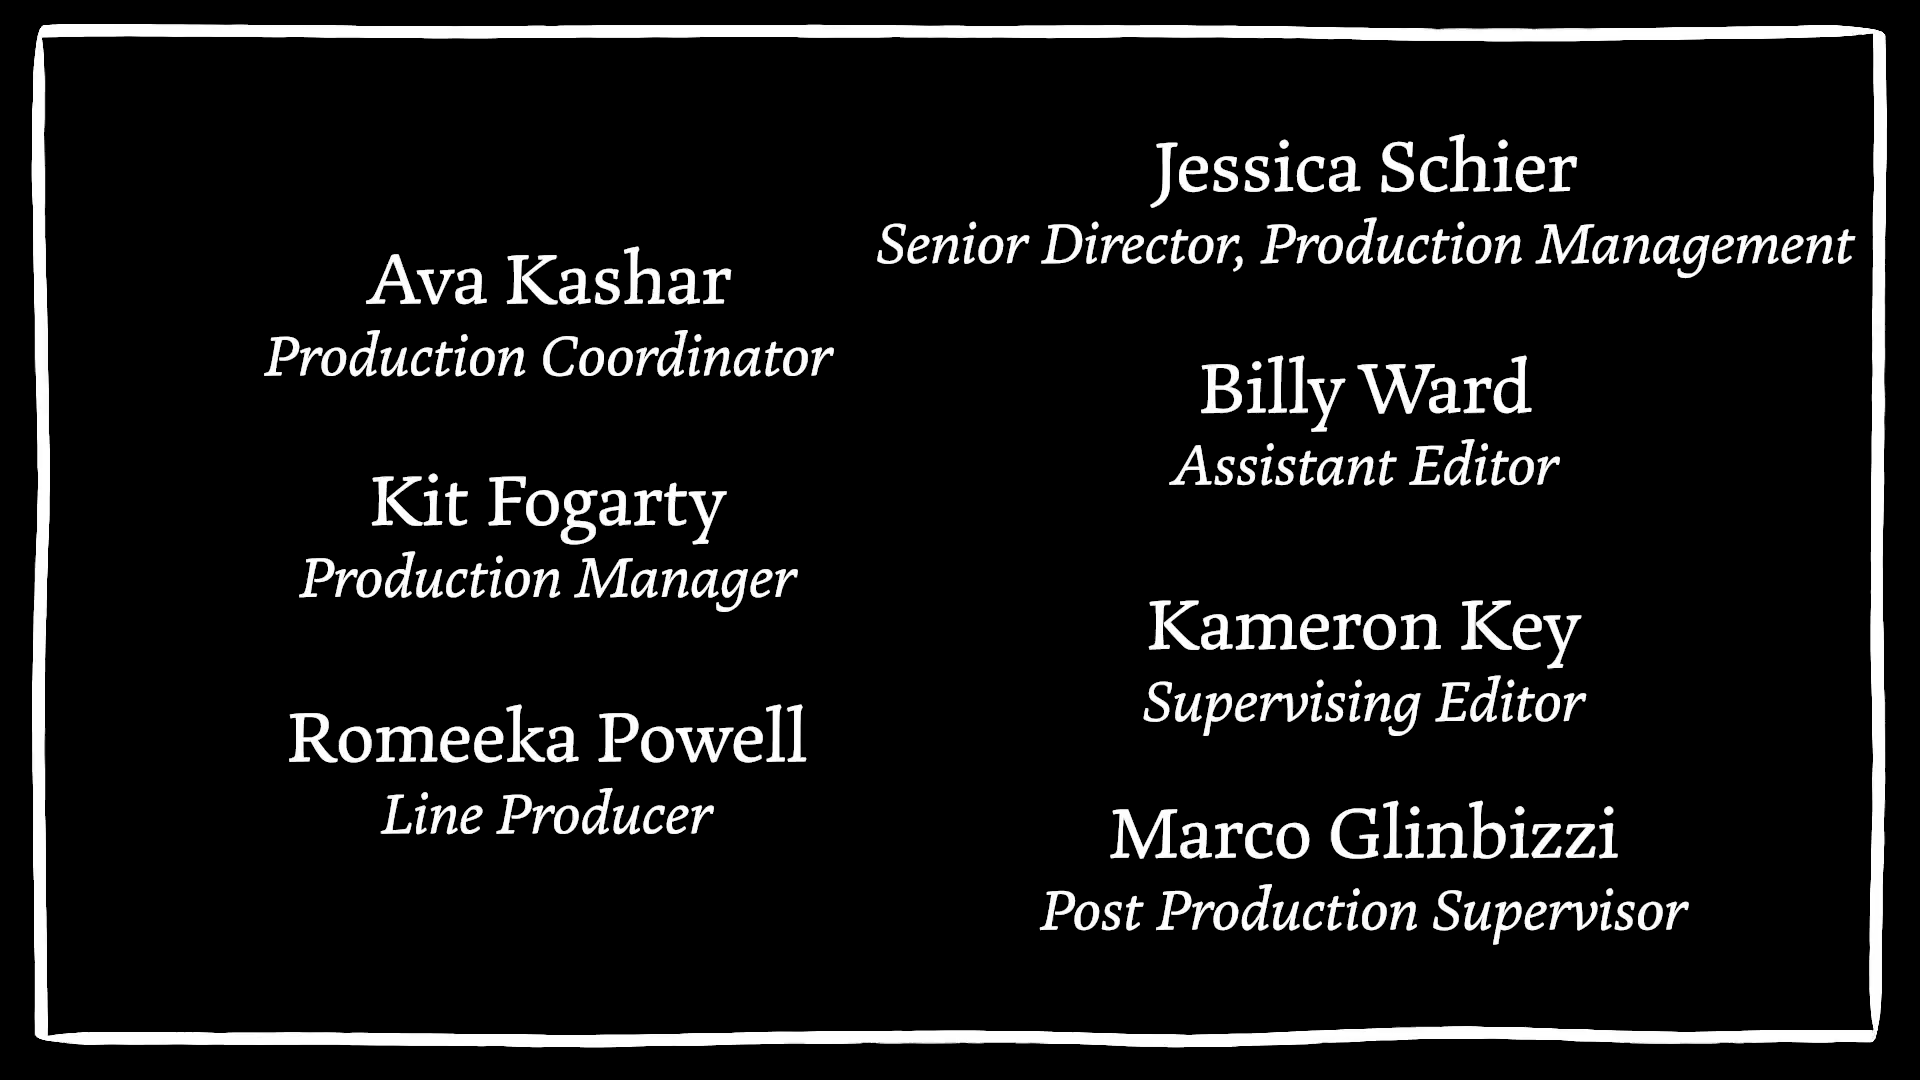 Ava Kashar
Production Coordinator
Kit Fogarty
Production Manager
Romeeka Powell
Line Producer
Jessica Schier
Senior Director, Production Management
Billy Ward
Assistant Editor
Kameron Key
Supervising Editor
Marco Glinbizzi
Post Production Supervisor